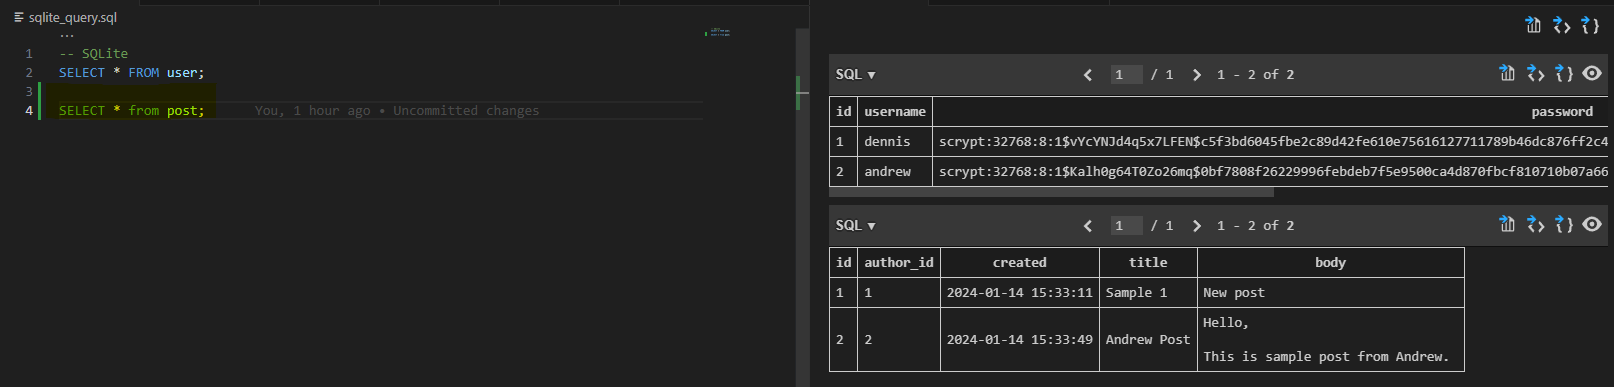 sqlite_query.sql
...
1 -- SQLite
2 SELECT * FROM user;
3
4 SELECT * from post; You, 1 hour ago • Uncommitted changes
SQL ▼ 1 / 1 1 - 2 of 2
id username password
1 dennis scrypt:32768:8:1$vYcYNJd4q5x7LFEN$c5f3bd6045fbe2c89d42fe610e75616127711789b46dc876ff2c4
2 andrew scrypt:32768:8:1$Kalh0g64T0Zo26mq$0bf7808f26229996febdeb7f5e9500ca4d870fbcf810710b07a66
SQL ▼ 1 / 1 1 - 2 of 2
id author_id created title body
1 1 2024-01-14 15:33:11 Sample 1 New post
2 2 2024-01-14 15:33:49 Andrew Post Hello,
This is sample post from Andrew.